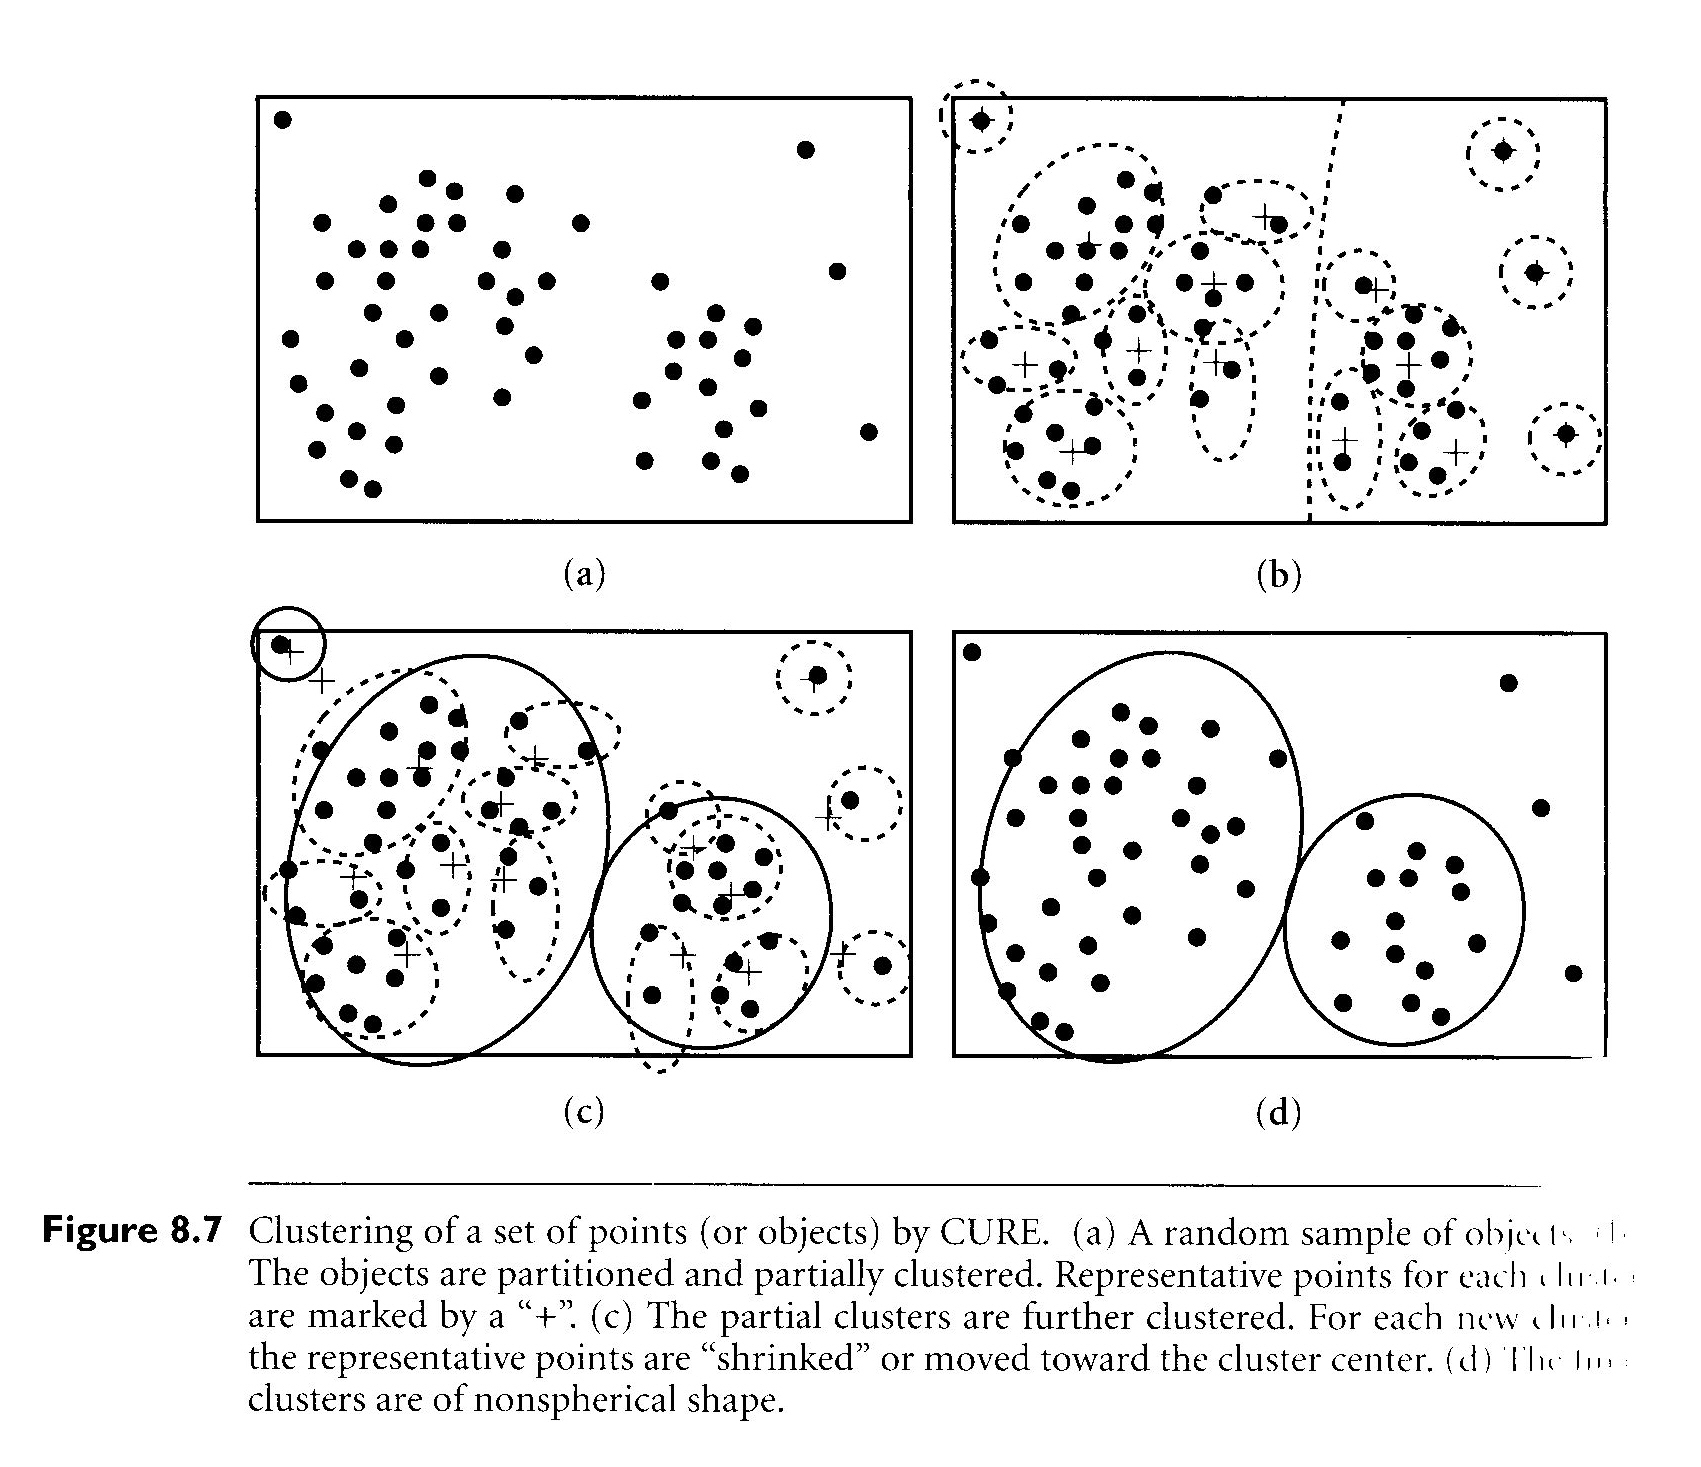 (a)
(b)
(c)
(d)
Figure 8.7 Clustering of a set of points (or objects) by CURE. (a) A random sample of objects.
The objects are partitioned and partially clustered. Representative points for each
are marked by a “+”. (c) The partial clusters are further clustered. For each new
the representative points are “shrinked” or moved toward the cluster center. (d) The
clusters are of nonspherical shape.